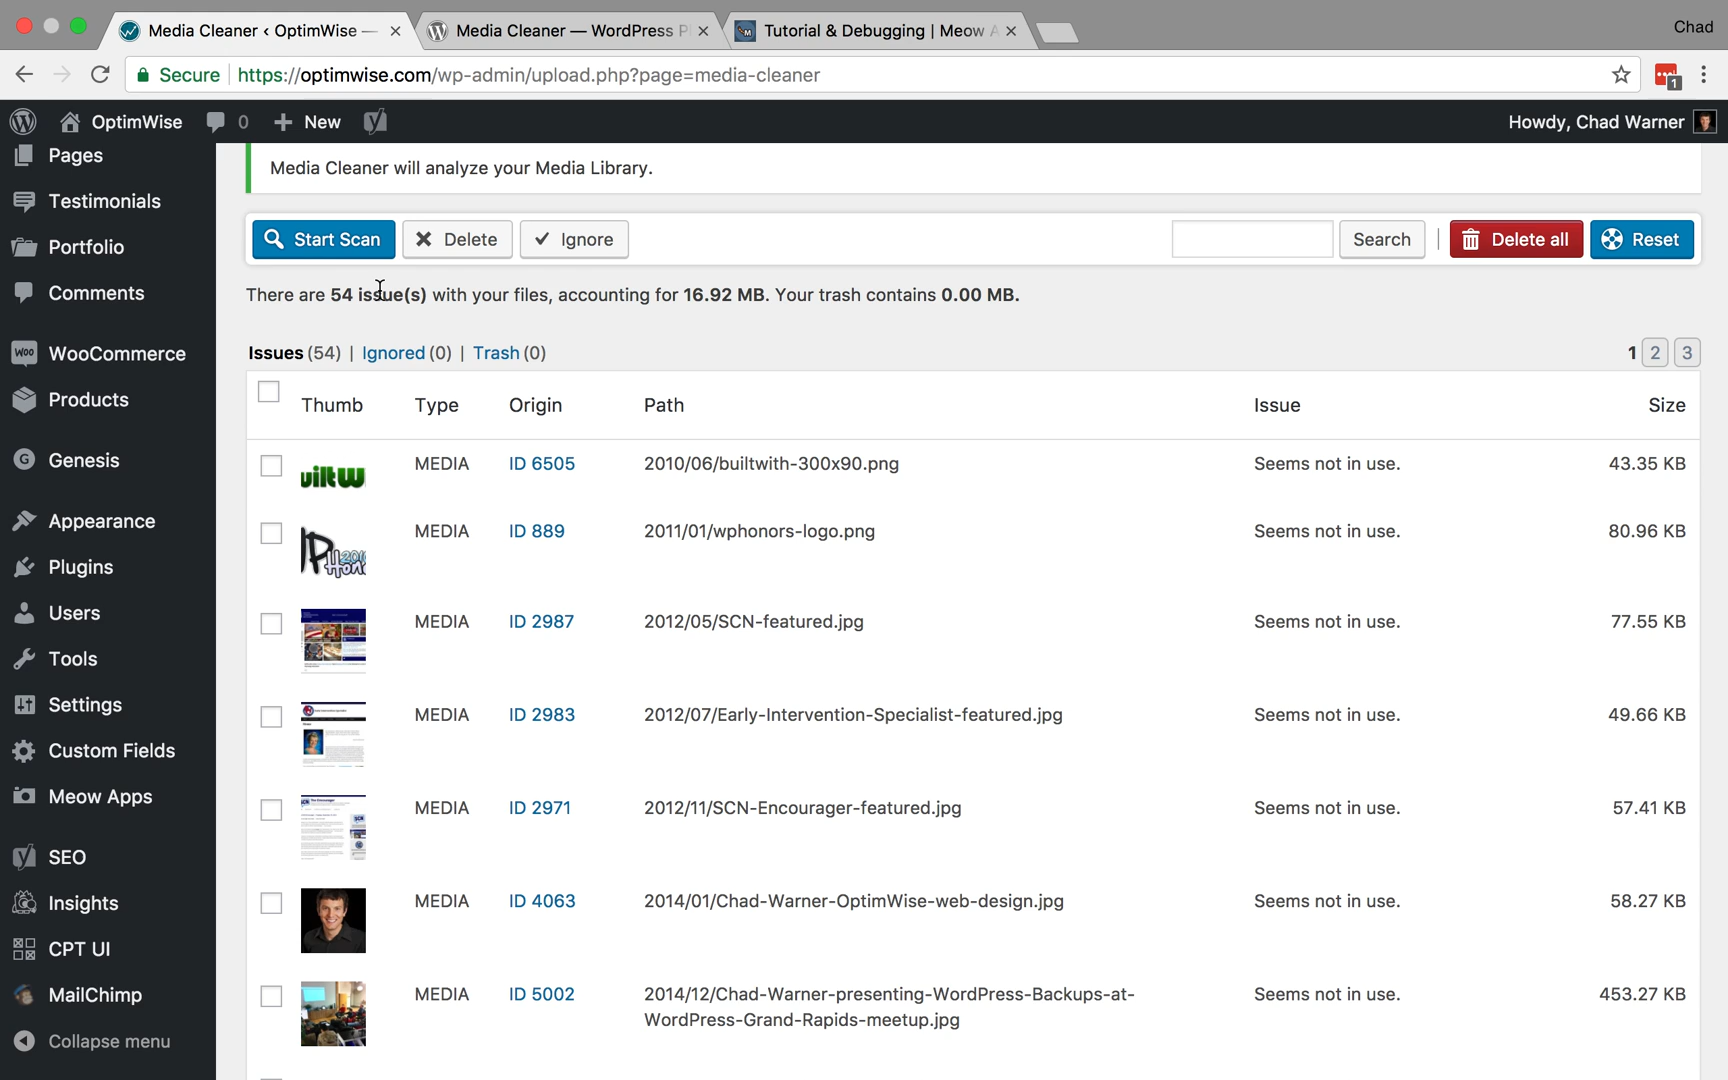 Media Cleaner ‹ OptimWise —
Media Cleaner — WordPress P
Tutorial & Debugging | Meow A
Chad
Secure
https://optimwise.com/wp-admin/upload.php?page=media-cleaner
1
OptimWise
0
New
Howdy, Chad Warner
Pages
Testimonials
Portfolio
Comments
WooCommerce
Products
Genesis
Appearance
Plugins
Users
Tools
Settings
Custom Fields
Meow Apps
SEO
Insights
CPT UI
MailChimp
Collapse menu
Media Cleaner will analyze your Media Library.
Start Scan
Delete
Ignore
Search
Delete all
Reset
There are 54 issue(s) with your files, accounting for 16.92 MB. Your trash contains 0.00 MB.
Issues (54) | Ignored (0) | Trash (0)
1 2 3
Thumb Type Origin Path Issue Size
MEDIA ID 6505 2010/06/builtwith-300x90.png Seems not in use. 43.35 KB
MEDIA ID 889 2011/01/wphonors-logo.png Seems not in use. 80.96 KB
MEDIA ID 2987 2012/05/SCN-featured.jpg Seems not in use. 77.55 KB
MEDIA ID 2983 2012/07/Early-Intervention-Specialist-featured.jpg Seems not in use. 49.66 KB
MEDIA ID 2971 2012/11/SCN-Encourager-featured.jpg Seems not in use. 57.41 KB
MEDIA ID 4063 2014/01/Chad-Warner-OptimWise-web-design.jpg Seems not in use. 58.27 KB
MEDIA ID 5002 2014/12/Chad-Warner-presenting-WordPress-Backups-at- Seems not in use. 453.27 KB
WordPress-Grand-Rapids-meetup.jpg